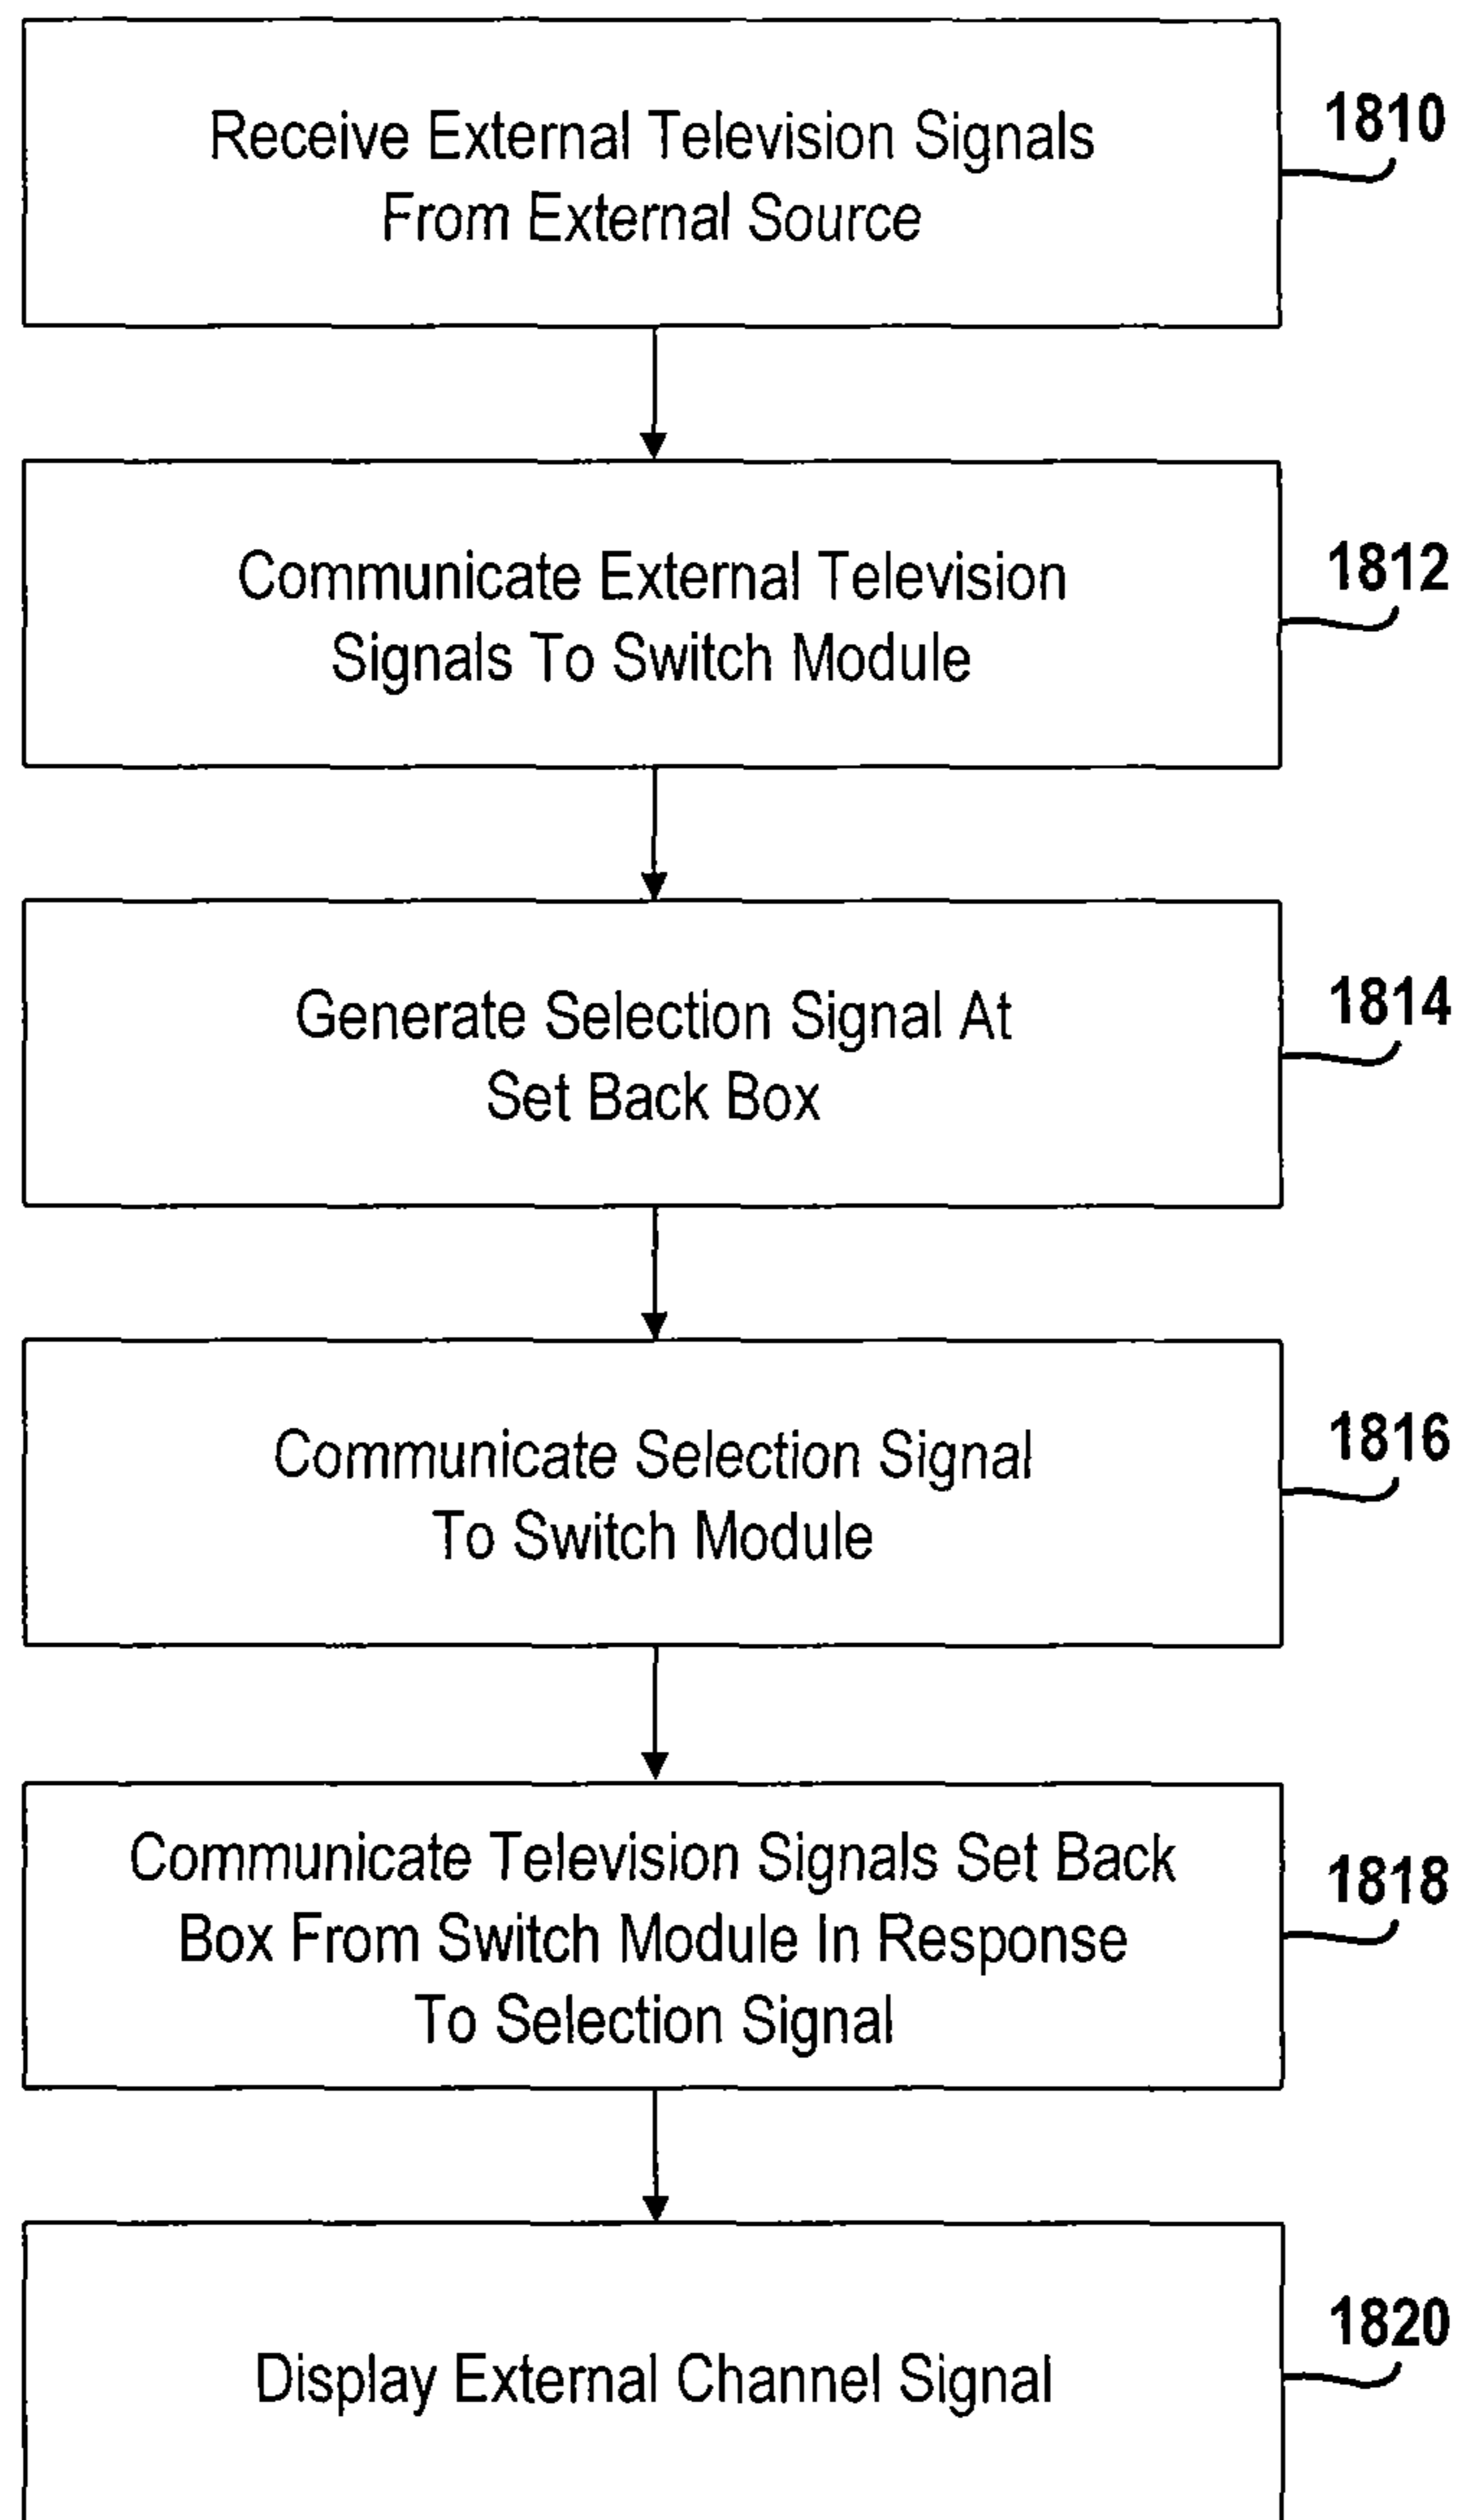 Receive External Television Signals
From External Source
1810
Communicate External Television
Signals To Switch Module
1812
Generate Selection Signal At
Set Back Box
1814
Communicate Selection Signal
To Switch Module
1816
Communicate Television Signals Set Back
Box From Switch Module In Response
To Selection Signal
1818
Display External Channel Signal
1820